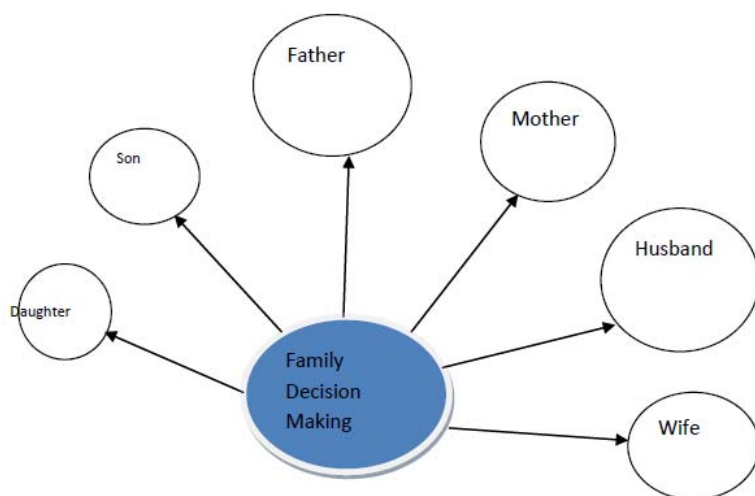 Father
Mother
Son
Husband
Daughter
Family
Decision
Making
Wife